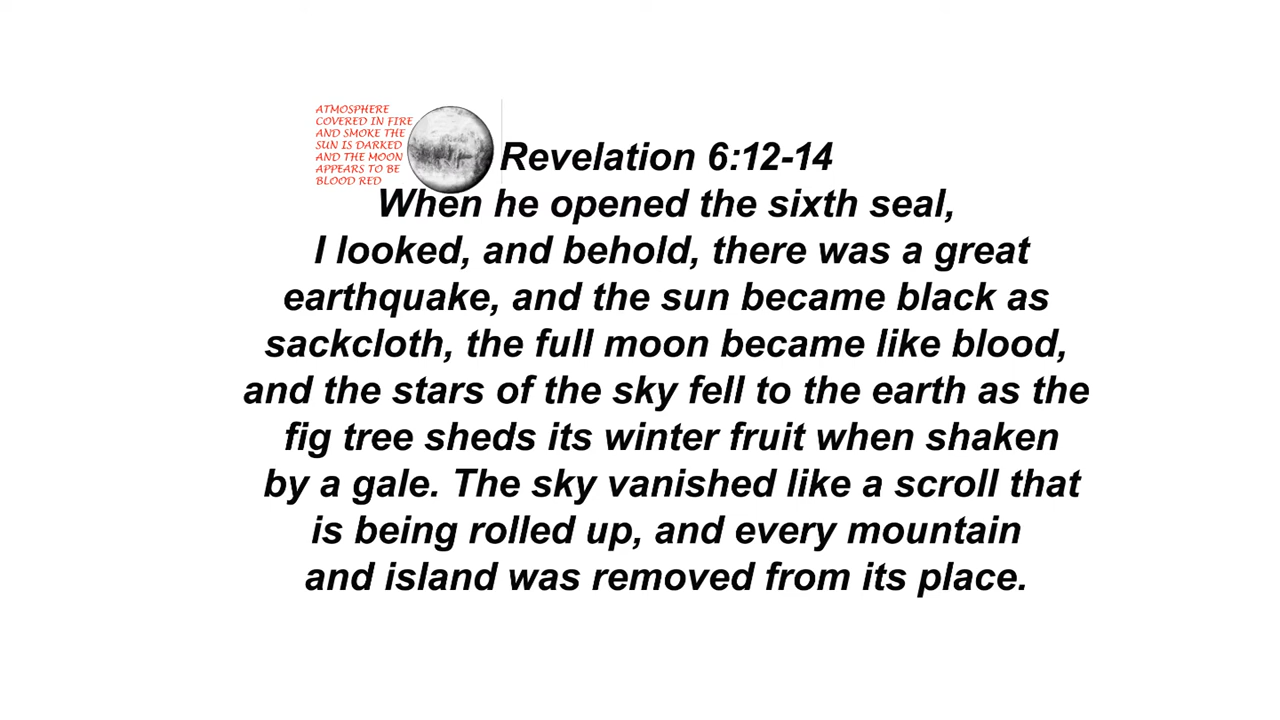 ATMOSPHERE
COVERED IN FIRE
AND SMOKE THE
SUN IS DARKED
AND THE MOON
APPEARS TO BE
BLOOD RED
Revelation 6:12-14
When he opened the sixth seal,
I looked, and behold, there was a great
earthquake, and the sun became black as
sackcloth, the full moon became like blood,
and the stars of the sky fell to the earth as the
fig tree sheds its winter fruit when shaken
by a gale. The sky vanished like a scroll that
is being rolled up, and every mountain
and island was removed from its place.